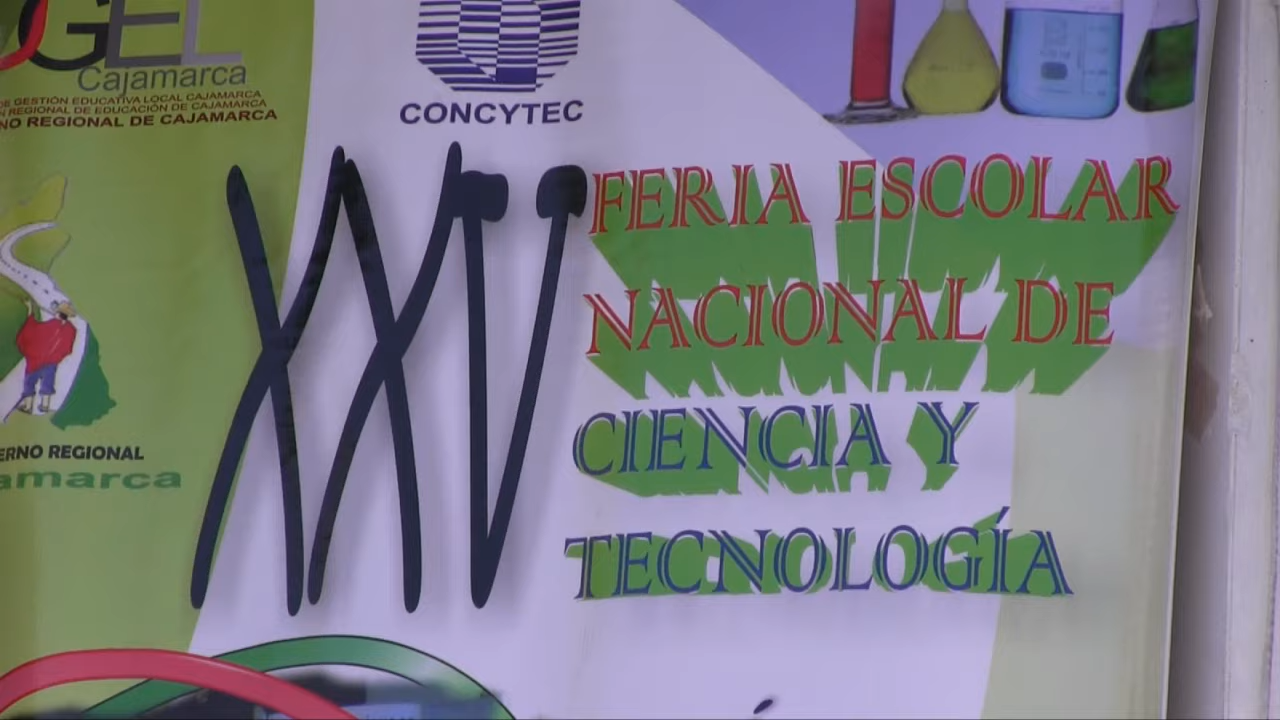 UGEL
Cajamarca
DE GESTIÓN EDUCATIVA LOCAL CAJAMARCA
REGIONAL DE EDUCACIÓN DE CAJAMARCA
NO REGIONAL DE CAJAMARCA
CONCYTEC
XXV
FERIA ESCOLAR
NACIONAL DE
CIENCIA Y
TECNOLOGÍA
ERNO REGIONAL
amarca